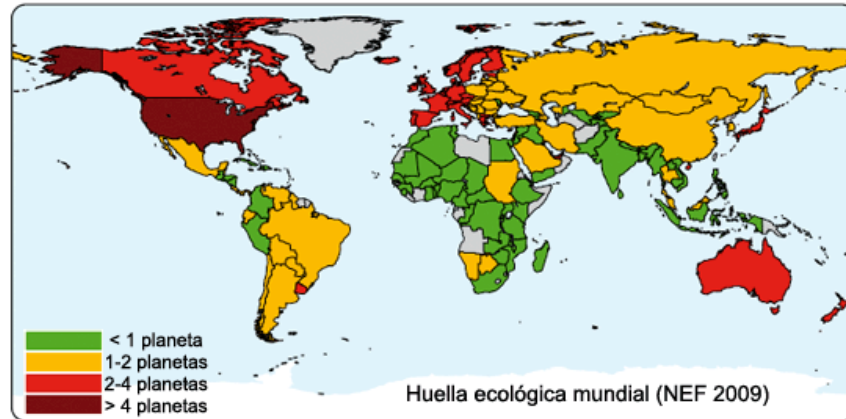 < 1 planeta
1-2 planetas
2-4 planetas
> 4 planetas
Huella ecológica mundial (NEF 2009)